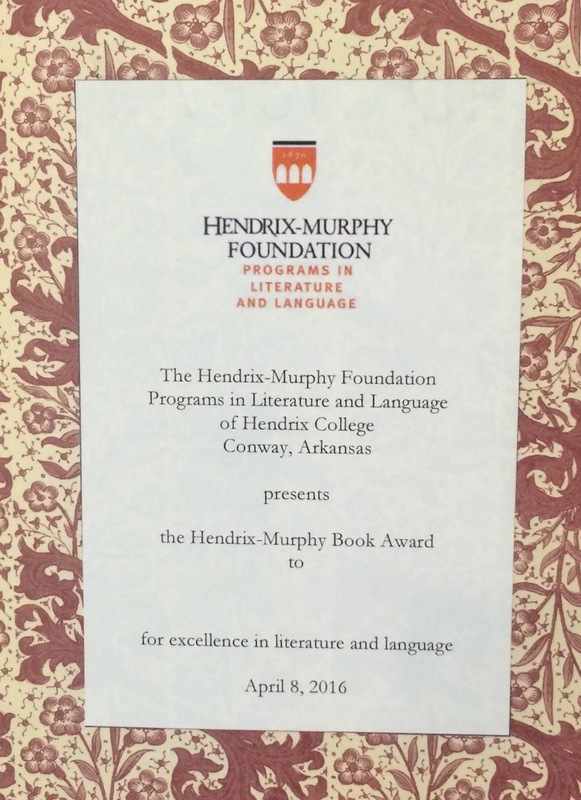 1876
HENDRIX-MURPHY
FOUNDATION
PROGRAMS IN
LITERATURE
AND LANGUAGE
The Hendrix-Murphy Foundation
Programs in Literature and Language
of Hendrix College
Conway, Arkansas
presents
the Hendrix-Murphy Book Award
to
for excellence in literature and language
April 8, 2016